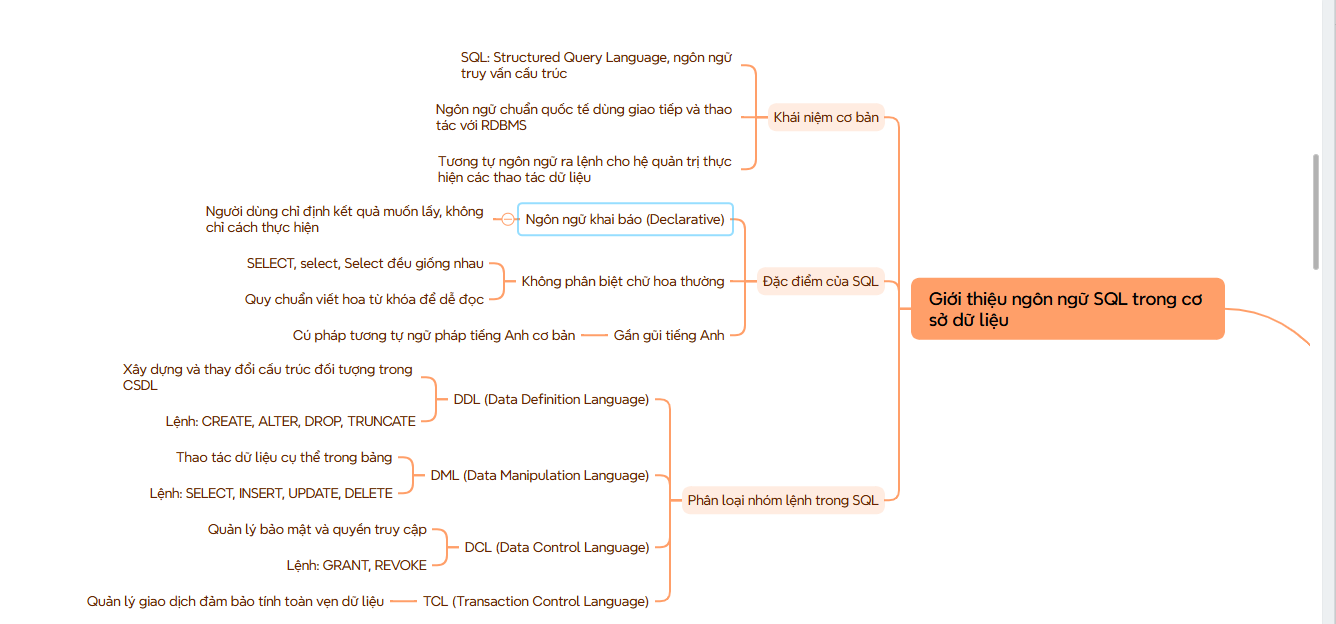 SQL: Structured Query Language, ngôn ngữ
truy vấn cấu trúc
Ngôn ngữ chuẩn quốc tế dùng giao tiếp và thao
tác với RDBMS
Tương tự ngôn ngữ ra lệnh cho hệ quản trị thực
hiện các thao tác dữ liệu
Khái niệm cơ bản
Người dùng chỉ định kết quả muốn lấy, không
chỉ cách thực hiện
Ngôn ngữ khai báo (Declarative)
SELECT, select, Select đều giống nhau
Quy chuẩn viết hoa từ khóa để dễ đọc
Không phân biệt chữ hoa thường
Cú pháp tương tự ngữ pháp tiếng Anh cơ bản
Gần gũi tiếng Anh
Đặc điểm của SQL
Giới thiệu ngôn ngữ SQL trong cơ
sở dữ liệu
Xây dựng và thay đổi cấu trúc đối tượng trong
CSDL
Lệnh: CREATE, ALTER, DROP, TRUNCATE
DDL (Data Definition Language)
Thao tác dữ liệu cụ thể trong bảng
Lệnh: SELECT, INSERT, UPDATE, DELETE
DML (Data Manipulation Language)
Quản lý bảo mật và quyền truy cập
Lệnh: GRANT, REVOKE
DCL (Data Control Language)
Quản lý giao dịch đảm bảo tính toàn vẹn dữ liệu
TCL (Transaction Control Language)
Phân loại nhóm lệnh trong SQL